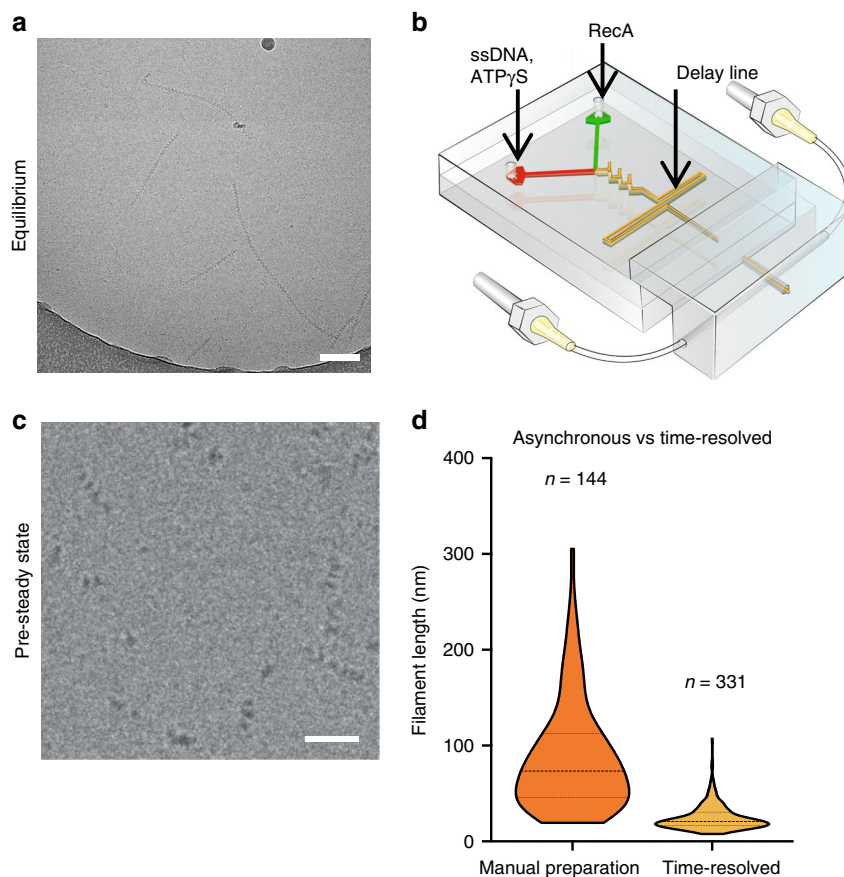 a
Equilibrium
b
RecA
ssDNA,
ATPγS
Delay line
c
Pre-steady state
d
Asynchronous vs time-resolved
400
n = 144
300
Filament length (nm)
200
n = 331
100
0
Manual preparation
Time-resolved